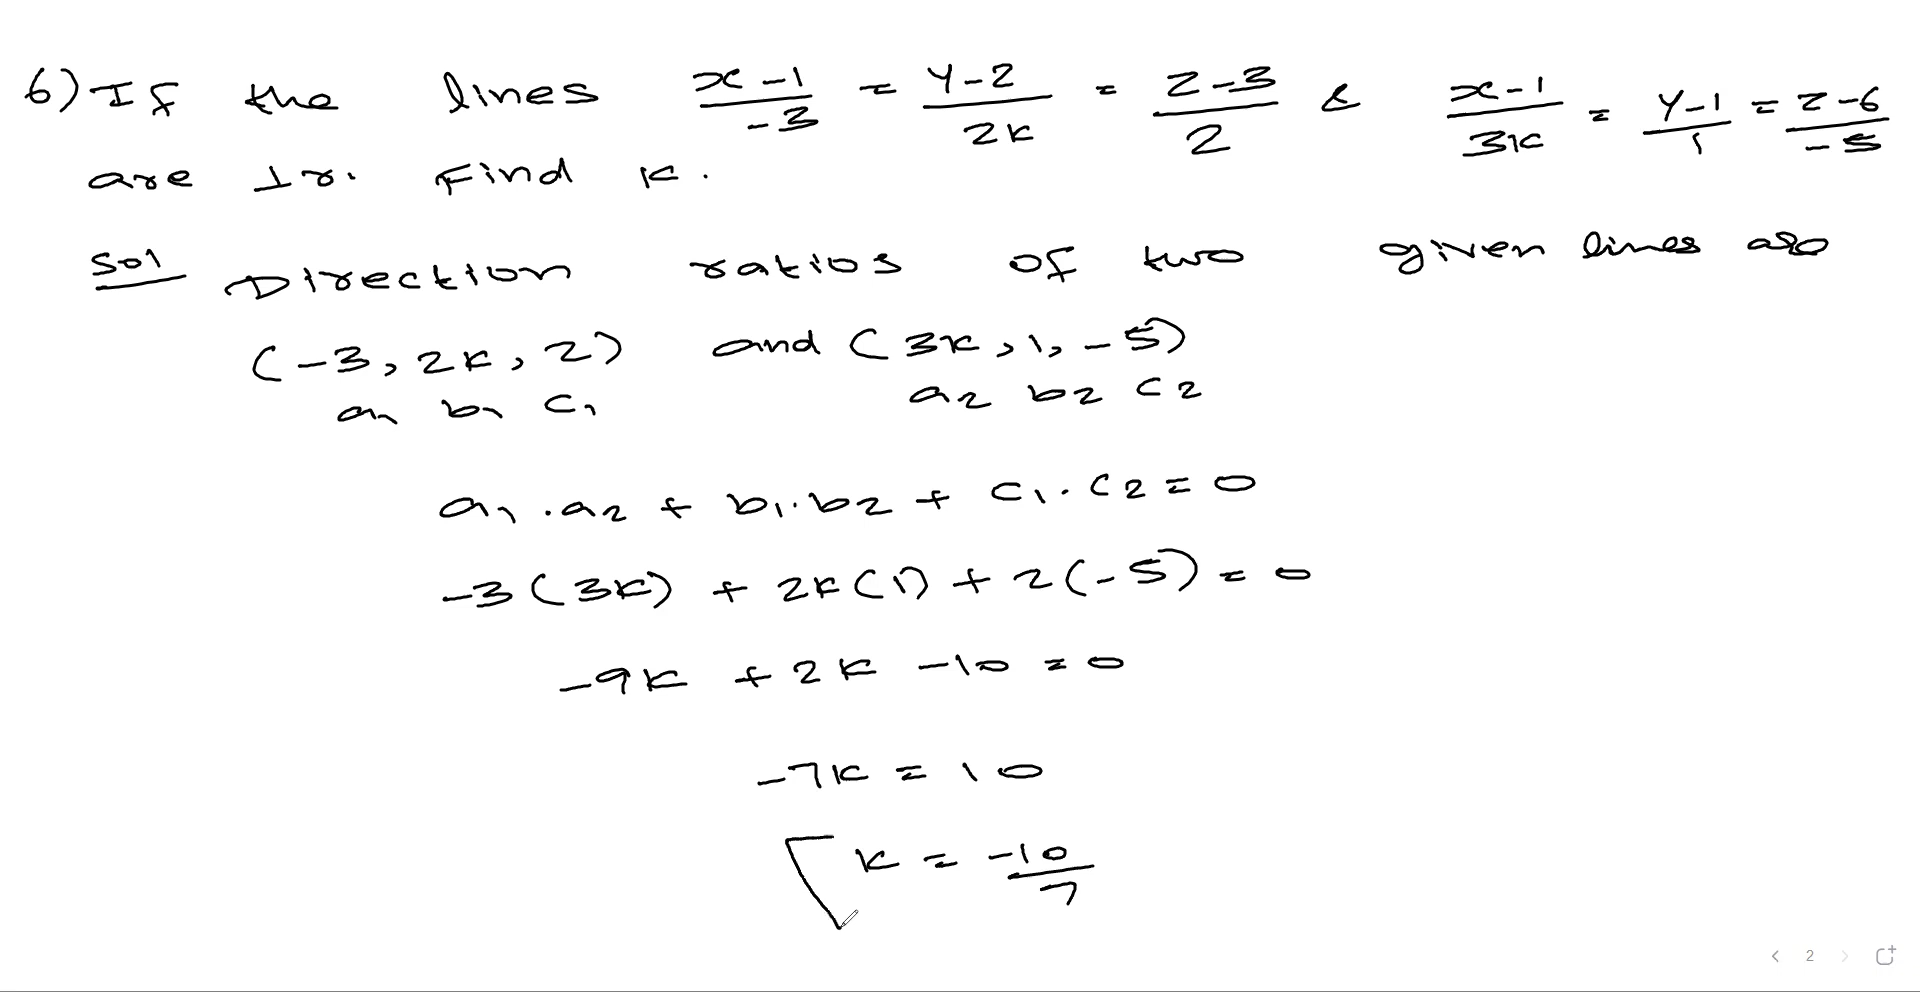 6) If the lines x-1/-3 = y-2/2k = z-3/2 & x-1/3k = y-1/1 = z-6/-5
are ⊥r. Find k.
Sol Direction ratios of two given lines are
(-3, 2k, 2) and (3k, 1, -5)
a1 b1 c1 a2 b2 c2
a1 . a2 + b1 . b2 + c1 . c2 = 0
-3(3k) + 2k(1) + 2(-5) = 0
-9k + 2k - 10 = 0
-7k = 10
k = -10/7
2